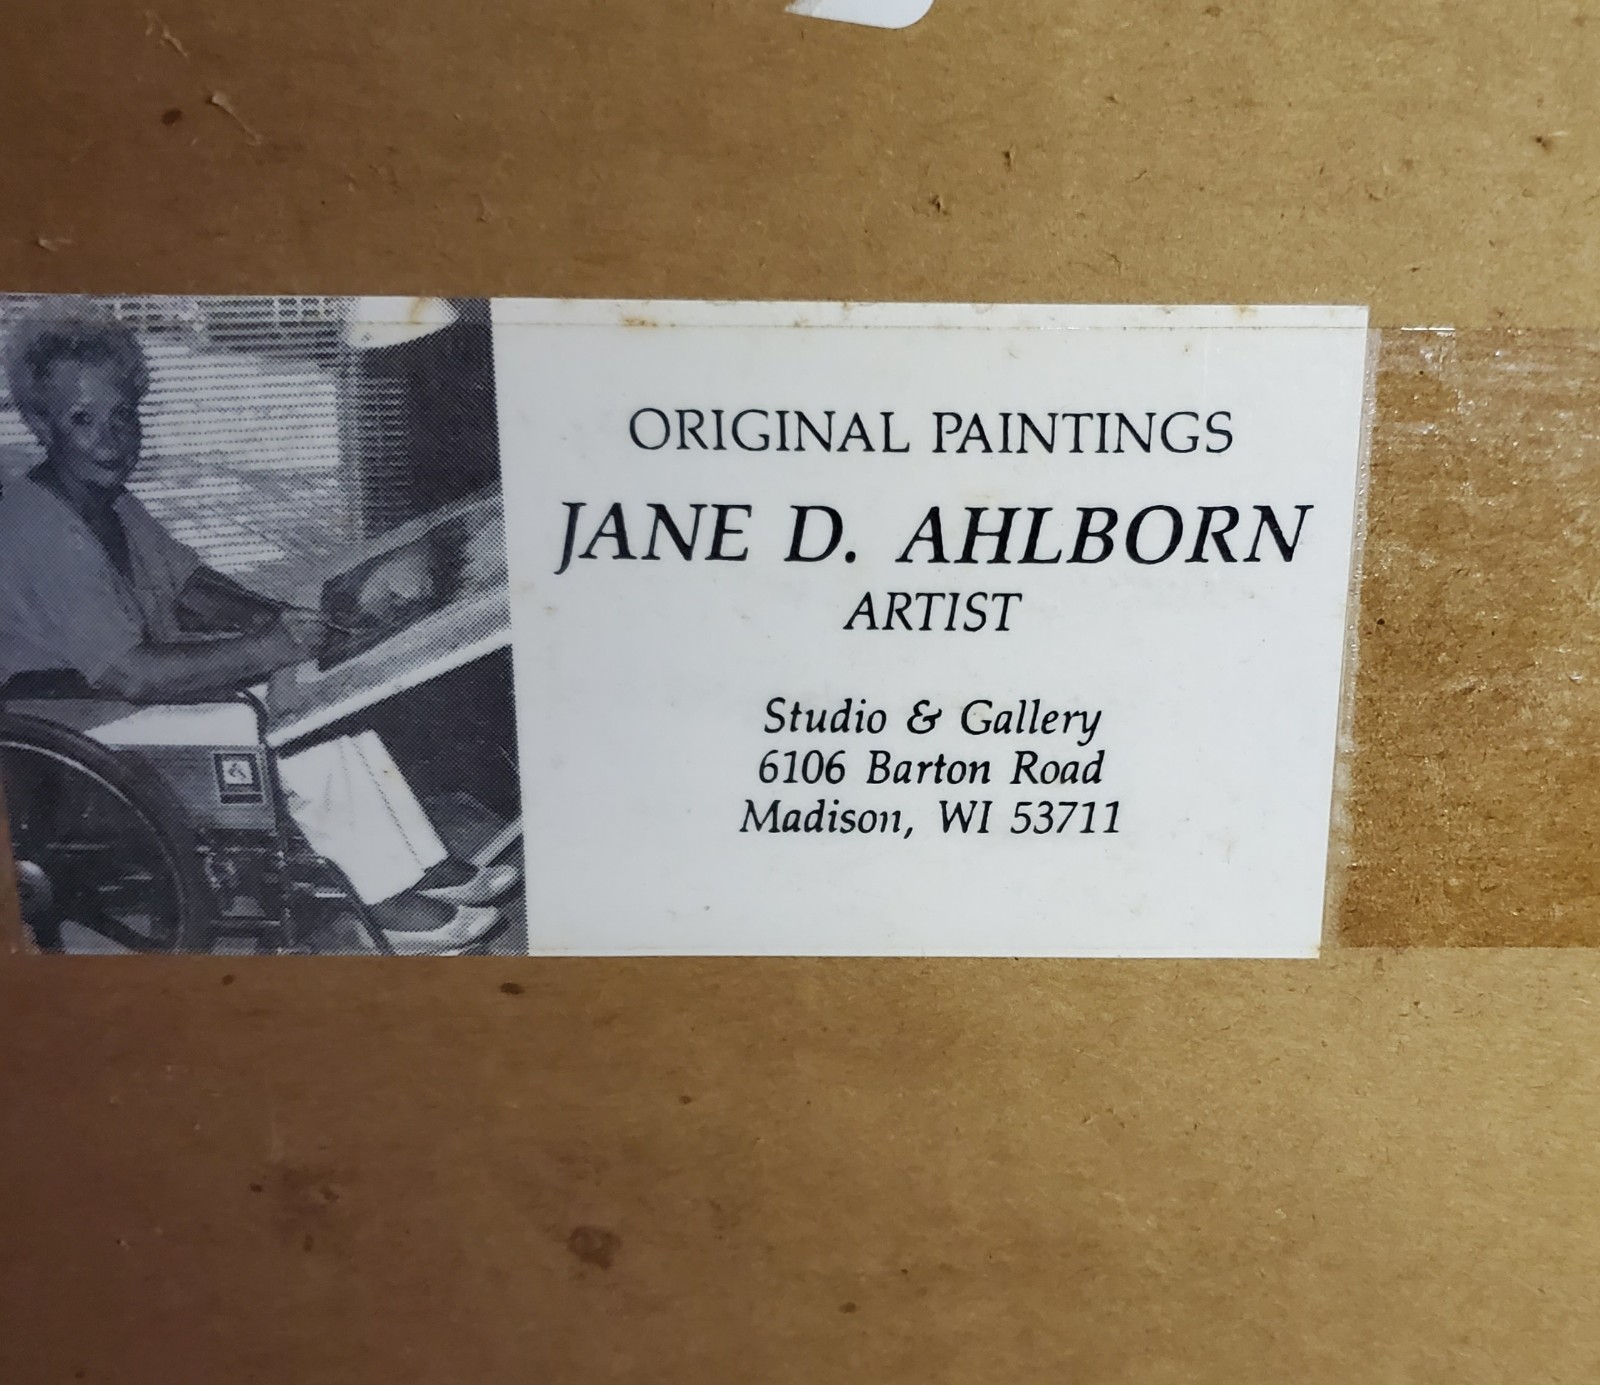 ORIGINAL PAINTINGS
JANE D. AHLBORN
ARTIST
Studio & Gallery
6106 Barton Road
Madison, WI 53711